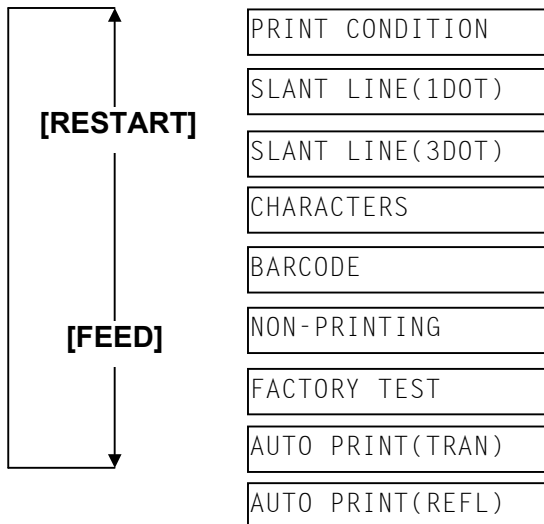 PRINT CONDITION
SLANT LINE(1DOT)
[RESTART]
SLANT LINE(3DOT)
CHARACTERS
BARCODE
[FEED]
NON-PRINTING
FACTORY TEST
AUTO PRINT(TRAN)
AUTO PRINT(REFL)